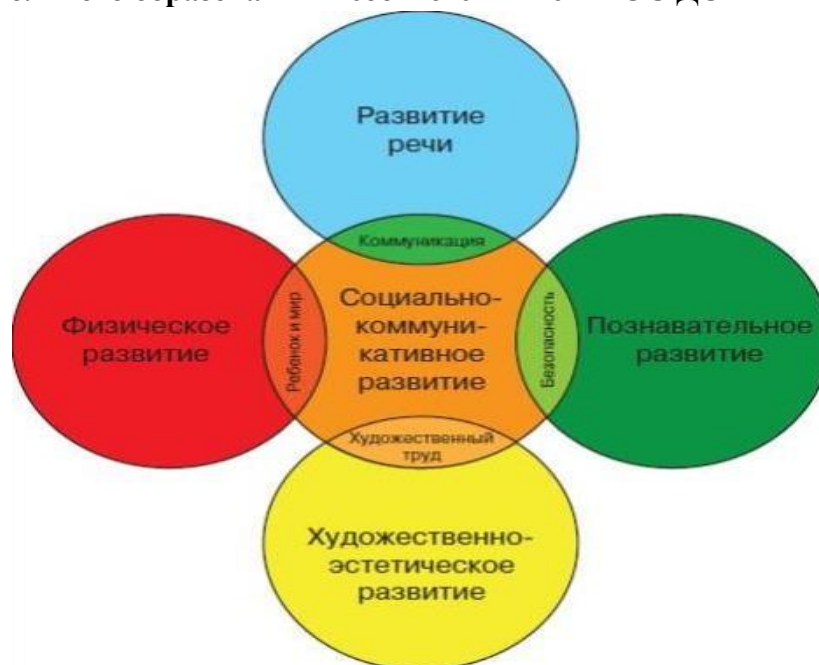 Развитие
речи
Коммуникация
Физическое
развитие
Ребенок и мир
Социально-
коммуни-
кативное
развитие
Безопасность
Познавательное
развитие
Художественный
труд
Художественно-
эстетическое
развитие